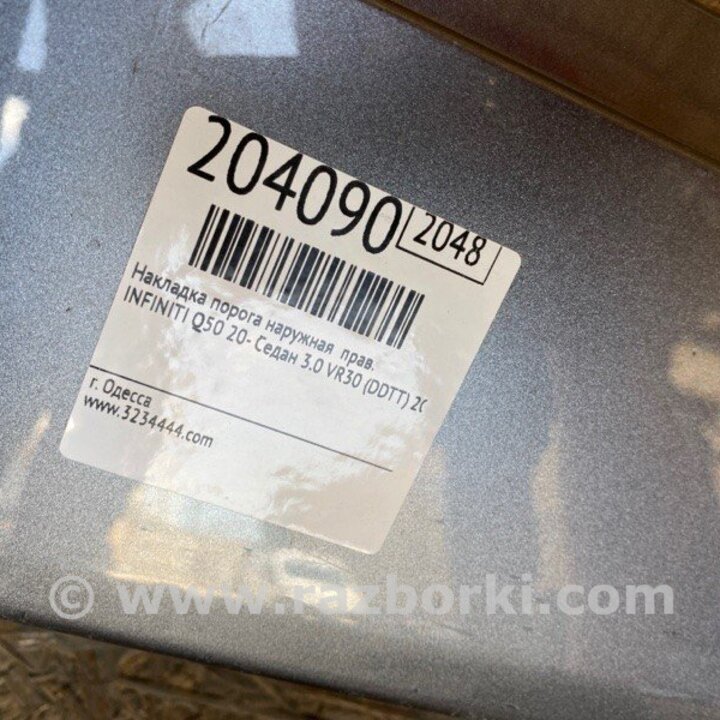 204090
2048
Накладка порога наружная прав.
INFINITI Q50 20- Седан 3.0 VR30 (DDTT)
г. Одесса
www.3234444.com
© www.razborki.com